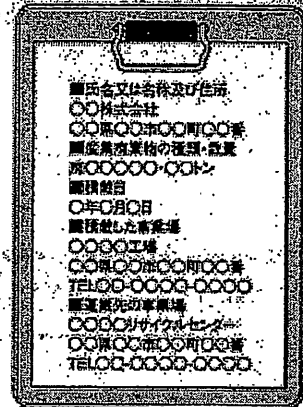 ■氏名又は名称及び住所
○○株式会社
○○県○○市○○町○○番
■産業廃棄物の種類・数量
○○○○○・○○トン
■積載日
○年○月○日
■積載した事業場
○○○○工場
○○県○○市○○町○○番
TEL○○-○○○○-○○○○
■運搬先の事業場
○○○○リサイクルセンター
○○県○○市○○町○○番
TEL○○-○○○○-○○○○